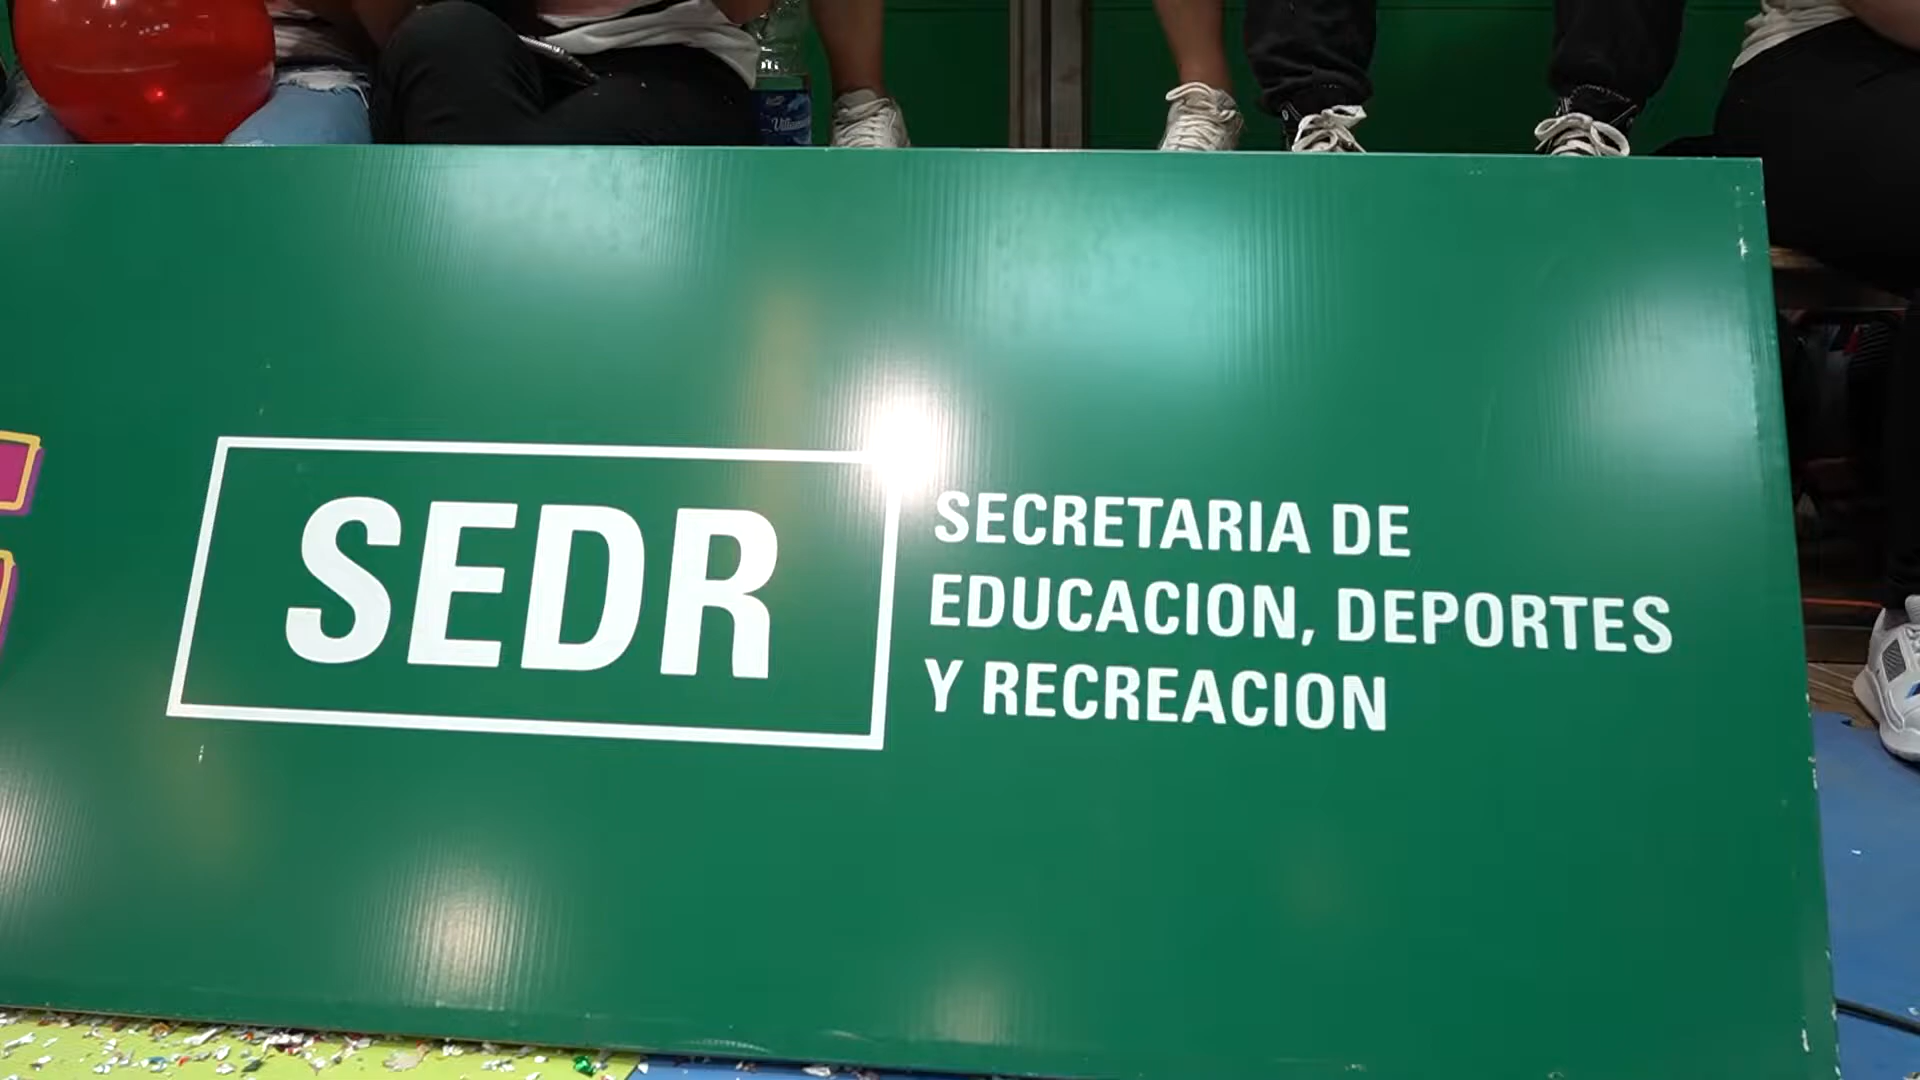 SEDR
SECRETARIA DE
EDUCACION, DEPORTES
Y RECREACION